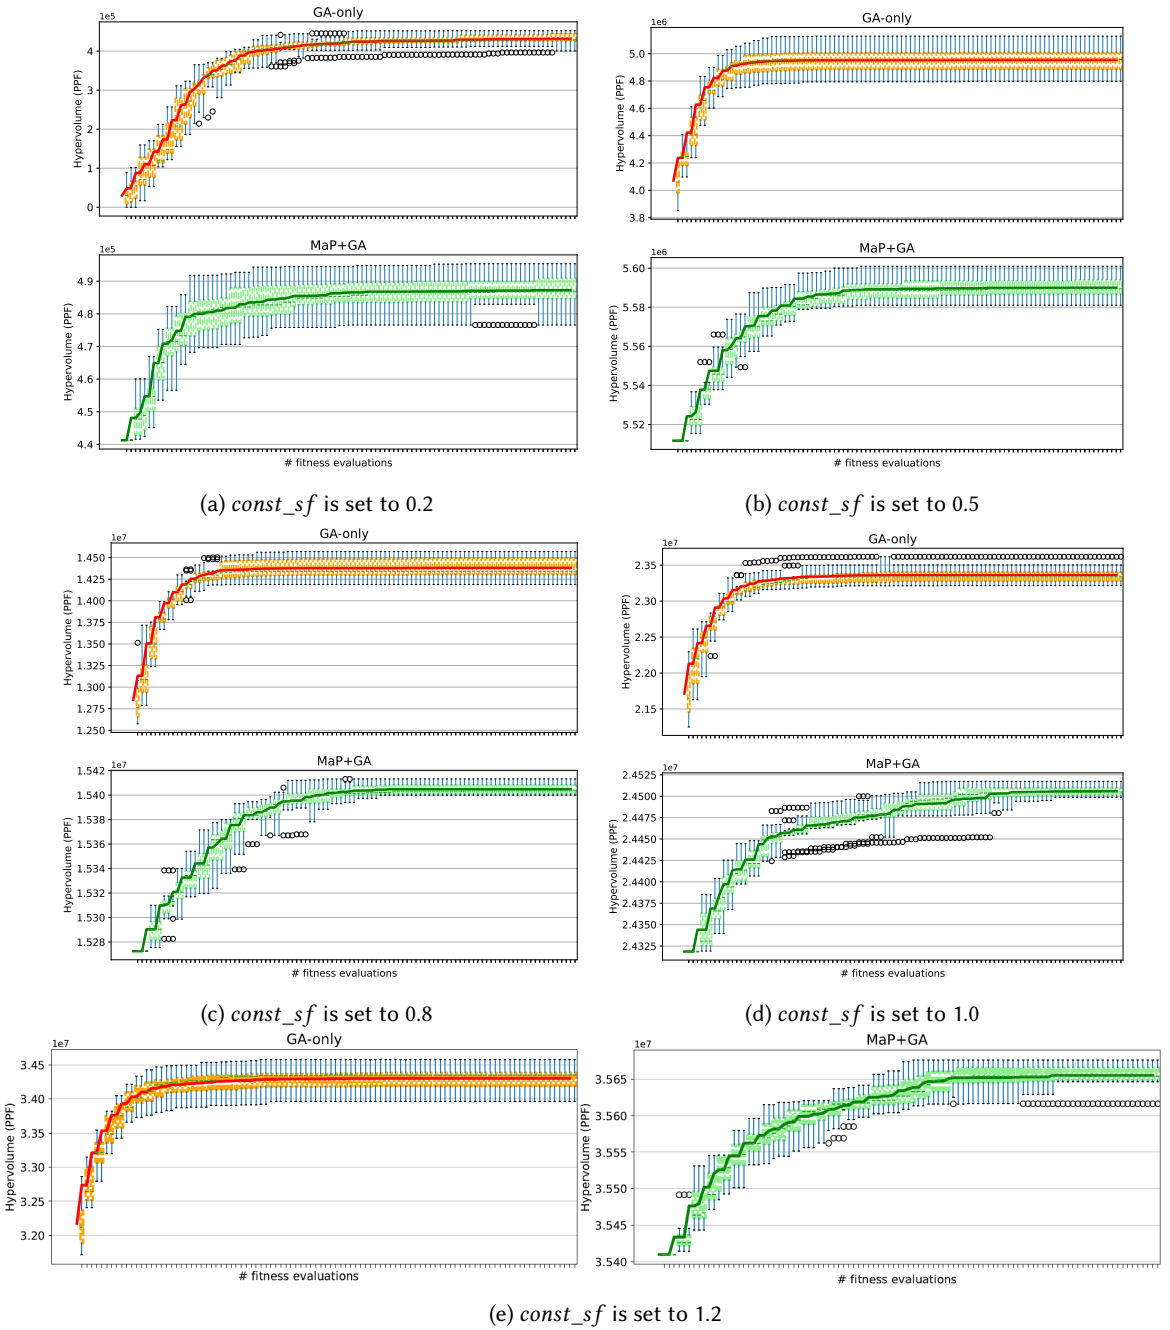 GA-only
1e5
Hypervolume (PPF)
4
3
2
1
0
MaP+GA
1e5
Hypervolume (PPF)
4.9
4.8
4.7
4.6
4.5
4.4
# fitness evaluations
(a) const_sf is set to 0.2
GA-only
1e6
Hypervolume (PPF)
5.0
4.8
4.6
4.4
4.2
4.0
3.8
MaP+GA
1e6
Hypervolume (PPF)
5.60
5.58
5.56
5.54
5.52
# fitness evaluations
(b) const_sf is set to 0.5
GA-only
1e7
Hypervolume (PPF)
1.450
1.425
1.400
1.375
1.350
1.325
1.300
1.275
1.250
MaP+GA
1e7
Hypervolume (PPF)
1.542
1.540
1.538
1.536
1.534
1.532
1.530
1.528
# fitness evaluations
(c) const_sf is set to 0.8
GA-only
1e7
Hypervolume (PPF)
2.35
2.30
2.25
2.20
2.15
MaP+GA
1e7
Hypervolume (PPF)
2.4525
2.4500
2.4475
2.4450
2.4425
2.4400
2.4375
2.4350
2.4325
# fitness evaluations
(d) const_sf is set to 1.0
GA-only
1e7
Hypervolume (PPF)
3.45
3.40
3.35
3.30
3.25
3.20
# fitness evaluations
MaP+GA
1e7
Hypervolume (PPF)
3.565
3.560
3.555
3.550
3.545
3.540
# fitness evaluations
(e) const_sf is set to 1.2